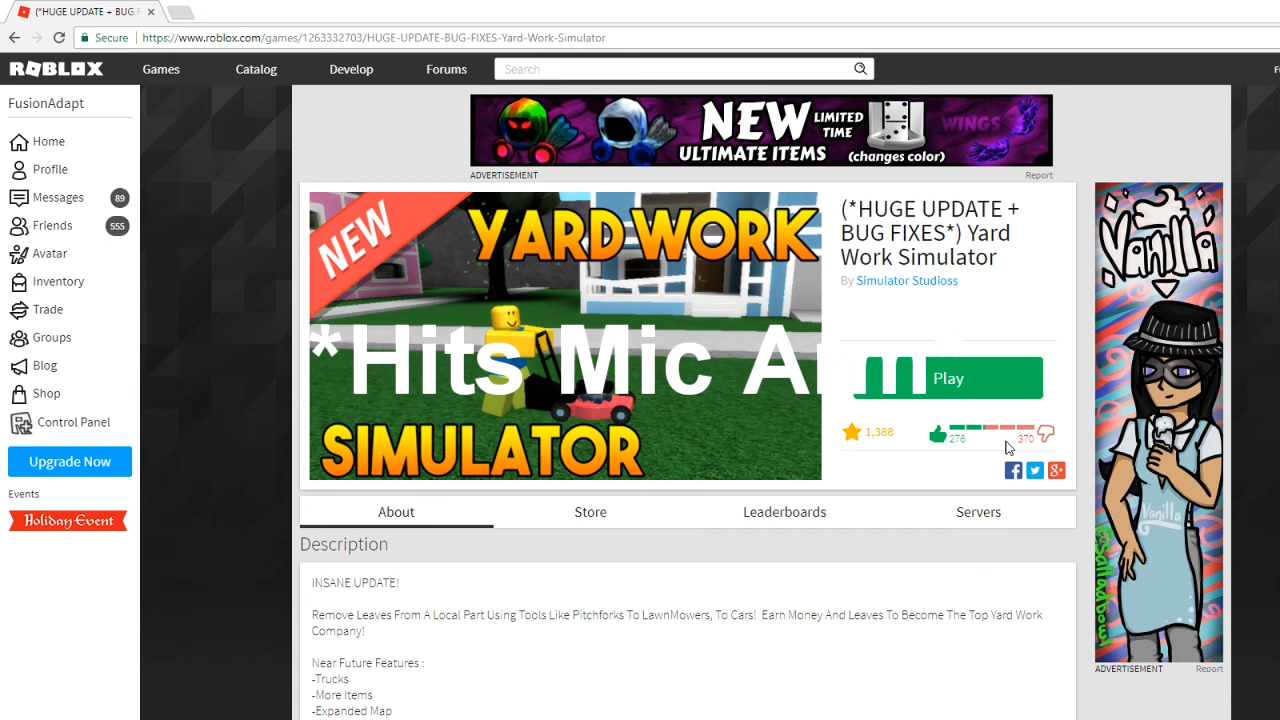 (*HUGE UPDATE + BUG F
Secure
https://www.roblox.com/games/1263332703/HUGE-UPDATE-BUG-FIXES-Yard-Work-Simulator
ROBLOX
Games
Catalog
Develop
Forums
Search
FusionAdapt
Home
Profile
Messages
89
Friends
555
Avatar
Inventory
Trade
Groups
Blog
Shop
Control Panel
Upgrade Now
Events
Holiday Event
NEW LIMITED TIME
WINGS
ULTIMATE ITEMS
(changes color)
ADVERTISEMENT
Report
NEW
YARD WORK
*Hits Mic
SIMULATOR
(*HUGE UPDATE +
BUG FIXES*) Yard
Work Simulator
By Simulator Studioss
Play
1,388
276
370
About
Store
Leaderboards
Servers
Description
INSANE UPDATE!
Remove Leaves From A Local Part Using Tools Like Pitchforks To LawnMowers, To Cars! Earn Money And Leaves To Become The Top Yard Work
Company!
Near Future Features :
-Trucks
-More Items
-Expanded Map
Vanilla
Vanilla
ADVERTISEMENT
Report